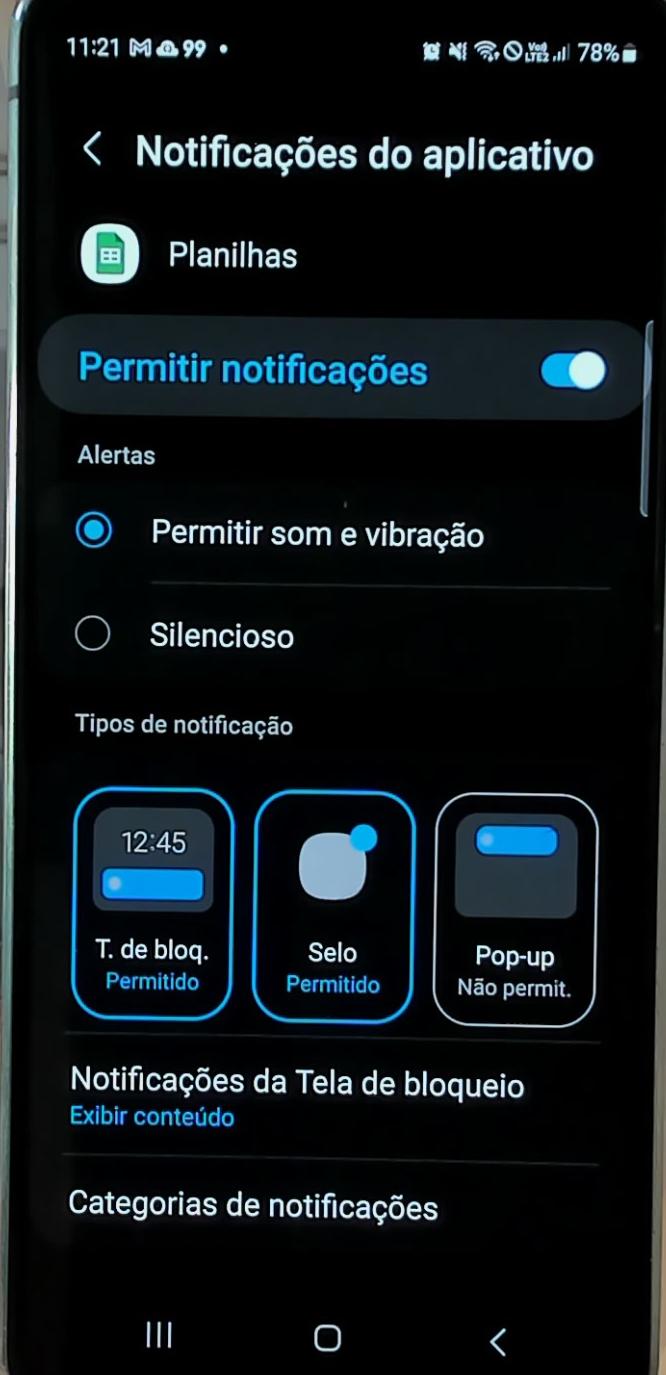 11:21 99
78%
Notificações do aplicativo
Planilhas
Permitir notificações
Alertas
Permitir som e vibração
Silencioso
Tipos de notificação
12:45
T. de bloq.
Permitido
Selo
Permitido
Pop-up
Não permit.
Notificações da Tela de bloqueio
Exibir conteúdo
Categorias de notificações